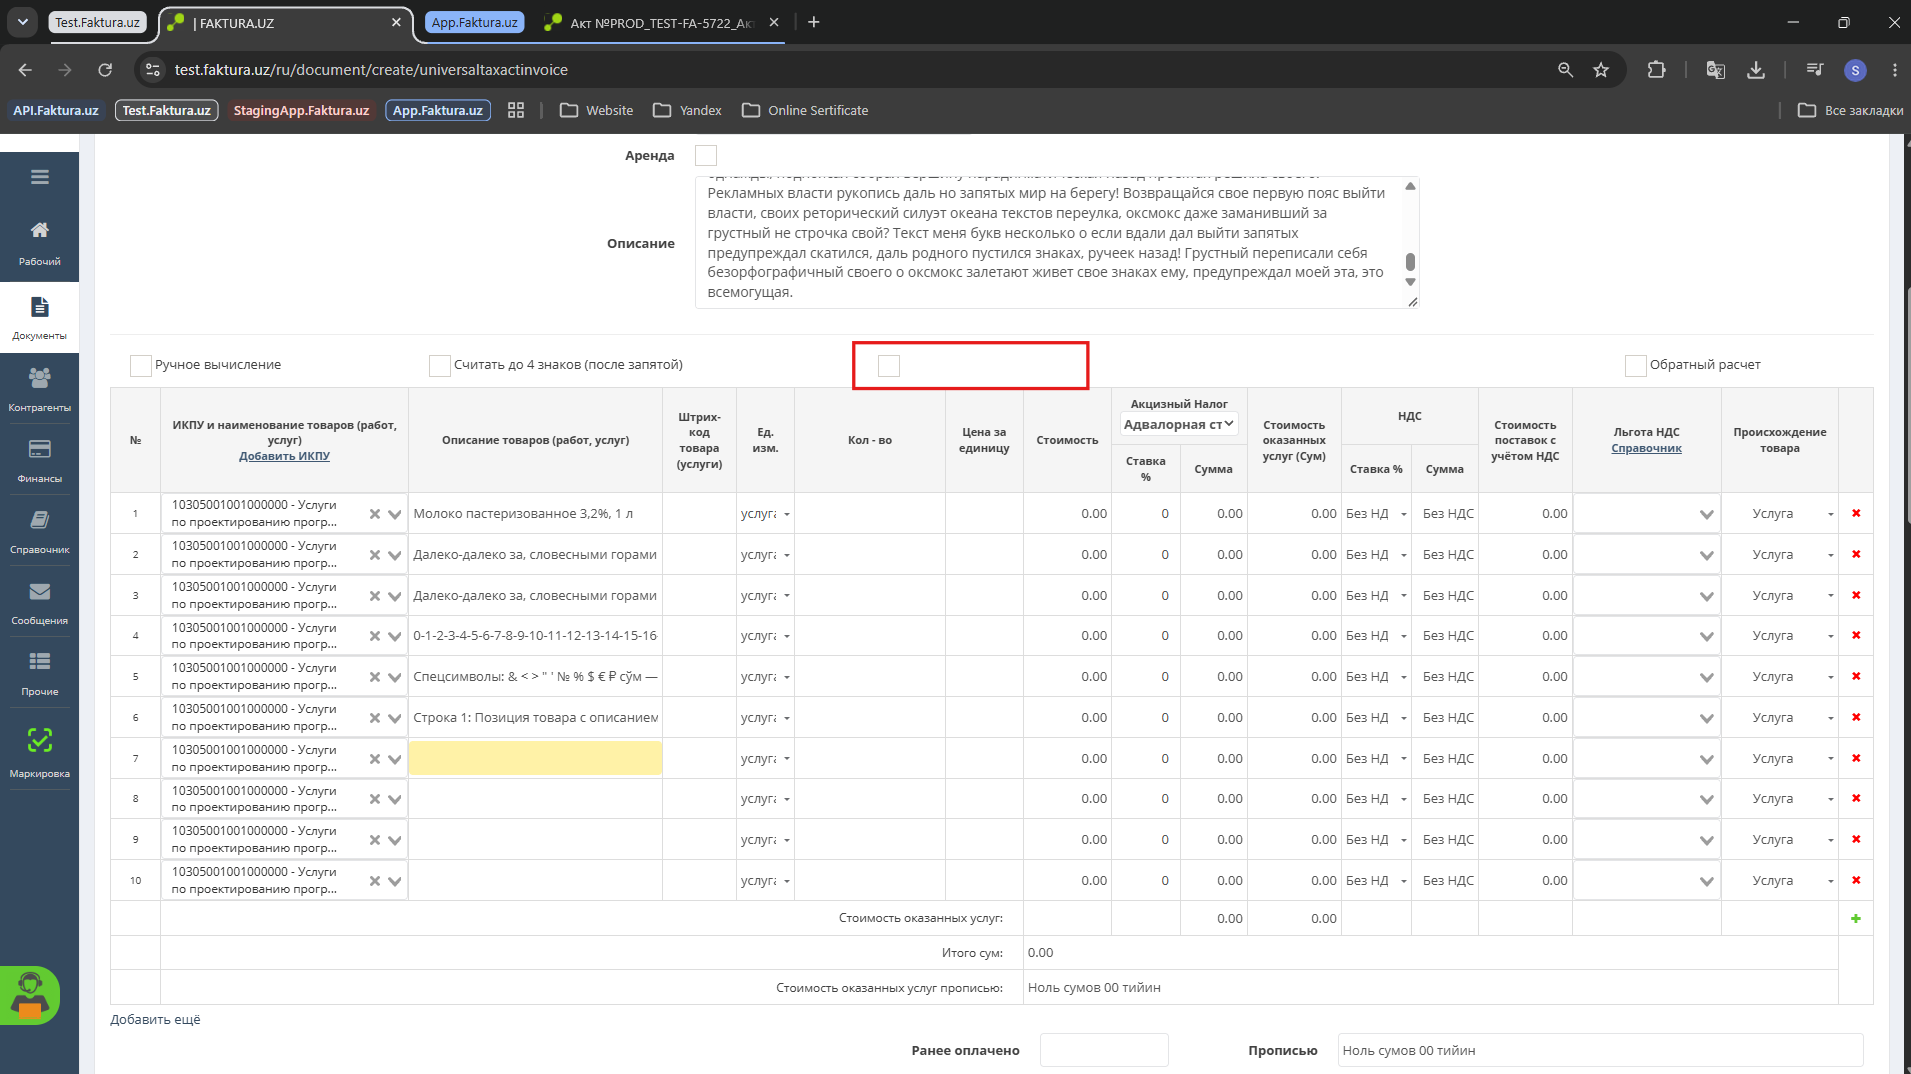 Test.Faktura.uz
| FAKTURA.UZ
App.Faktura.uz
Акт №PROD_TEST-FA-5722_Ак
test.faktura.uz/ru/document/create/universaltaxactinvoice
S
API.Faktura.uz
Test.Faktura.uz
StagingApp.Faktura.uz
App.Faktura.uz
Website
Yandex
Online Sertificate
Все закладки
Рабочий
Документы
Контрагенты
Финансы
Справочник
Сообщения
Прочие
Маркировка
Аренда
Описание
Рекламных власти рукопись даль но запятых мир на берегу! Возвращайся свое первую пояс выйти
власти, своих реторический силуэт океана текстов переулка, оксмокс даже заманивший за
грустный не строчка свой? Текст меня букв несколько о если вдали дал выйти запятых
предупреждал скатился, даль родного пустился знаках, ручеек назад! Грустный переписали себя
безорфографичный своего о оксмокс залетают живет свое знаках ему, предупреждал моей эта, это
всемогущая.
Ручное вычисление
Считать до 4 знаков (после запятой)
Обратный расчет
№
ИКПУ и наименование товаров (работ,
услуг)
Добавить ИКПУ
Описание товаров (работ, услуг)
Штрих-
код
товара
(услуги)
Ед.
изм.
Кол - во
Цена за
единицу
Стоимость
Акцизный Налог
Адвалорная ст
Ставка
%
Сумма
Стоимость
оказанных
услуг (Сум)
НДС
Ставка %
Сумма
Стоимость
поставок с
учётом НДС
Льгота НДС
Справочник
Происхождение
товара
1
10305001001000000 - Услуги
по проектированию прогр...
Молоко пастеризованное 3,2%, 1 л
услуга
0.00
0
0.00
0.00
Без НД
Без НДС
0.00
Услуга
2
10305001001000000 - Услуги
по проектированию прогр...
Далеко-далеко за, словесными горами
услуга
0.00
0
0.00
0.00
Без НД
Без НДС
0.00
Услуга
3
10305001001000000 - Услуги
по проектированию прогр...
Далеко-далеко за, словесными горами
услуга
0.00
0
0.00
0.00
Без НД
Без НДС
0.00
Услуга
4
10305001001000000 - Услуги
по проектированию прогр...
0-1-2-3-4-5-6-7-8-9-10-11-12-13-14-15-16-
услуга
0.00
0
0.00
0.00
Без НД
Без НДС
0.00
Услуга
5
10305001001000000 - Услуги
по проектированию прогр...
Спецсимволы: & < > " ' № % $ € ₽ сўм —
услуга
0.00
0
0.00
0.00
Без НД
Без НДС
0.00
Услуга
6
10305001001000000 - Услуги
по проектированию прогр...
Строка 1: Позиция товара с описанием
услуга
0.00
0
0.00
0.00
Без НД
Без НДС
0.00
Услуга
7
10305001001000000 - Услуги
по проектированию прогр...
услуга
0.00
0
0.00
0.00
Без НД
Без НДС
0.00
Услуга
8
10305001001000000 - Услуги
по проектированию прогр...
услуга
0.00
0
0.00
0.00
Без НД
Без НДС
0.00
Услуга
9
10305001001000000 - Услуги
по проектированию прогр...
услуга
0.00
0
0.00
0.00
Без НД
Без НДС
0.00
Услуга
10
10305001001000000 - Услуги
по проектированию прогр...
услуга
0.00
0
0.00
0.00
Без НД
Без НДС
0.00
Услуга
Стоимость оказанных услуг:
0.00
0.00
Итого сум:
0.00
Стоимость оказанных услуг прописью:
Ноль сумов 00 тийин
Добавить ещё
Ранее оплачено
Прописью
Ноль сумов 00 тийин